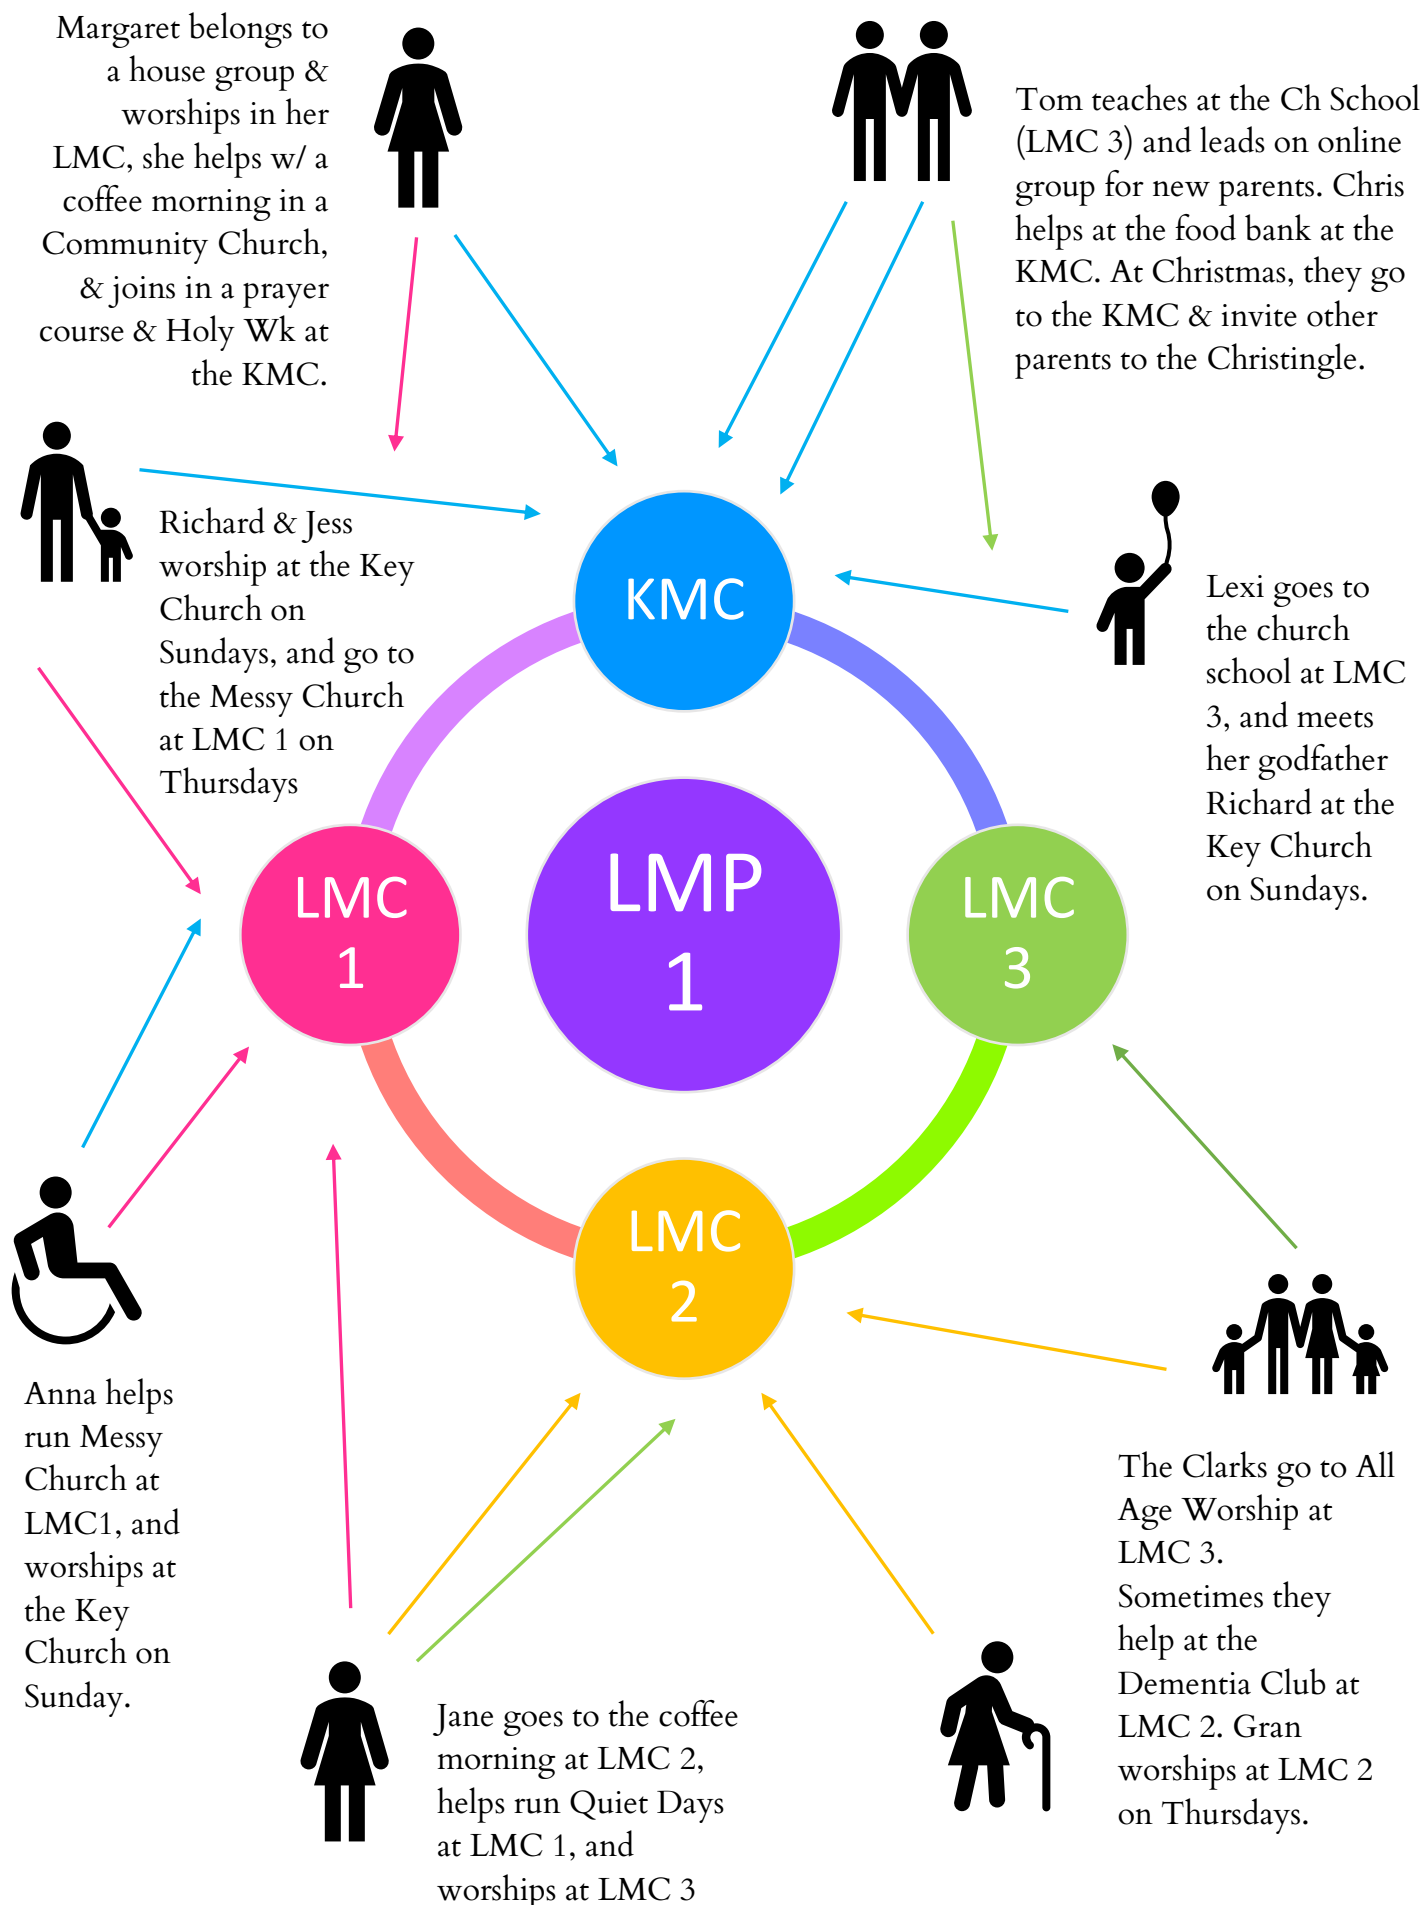 Margaret belongs to
a house group &
worships in her
LMC, she helps w/ a
coffee morning in a
Community Church,
& joins in a prayer
course & Holy Wk at
the KMC.
Tom teaches at the Ch School
(LMC 3) and leads on online
group for new parents. Chris
helps at the food bank at the
KMC. At Christmas, they go
to the KMC & invite other
parents to the Christingle.
Richard & Jess
worship at the Key
Church on
Sundays, and go to
the Messy Church
at LMC 1 on
Thursdays
KMC
Lexi goes to
the church
school at LMC
3, and meets
her godfather
Richard at the
Key Church
on Sundays.
LMC
1
LMP
1
LMC
3
LMC
2
Anna helps
run Messy
Church at
LMC1, and
worships at
the Key
Church on
Sunday.
Jane goes to the coffee
morning at LMC 2,
helps run Quiet Days
at LMC 1, and
worships at LMC 3
The Clarks go to All
Age Worship at
LMC 3.
Sometimes they
help at the
Dementia Club at
LMC 2. Gran
worships at LMC 2
on Thursdays.